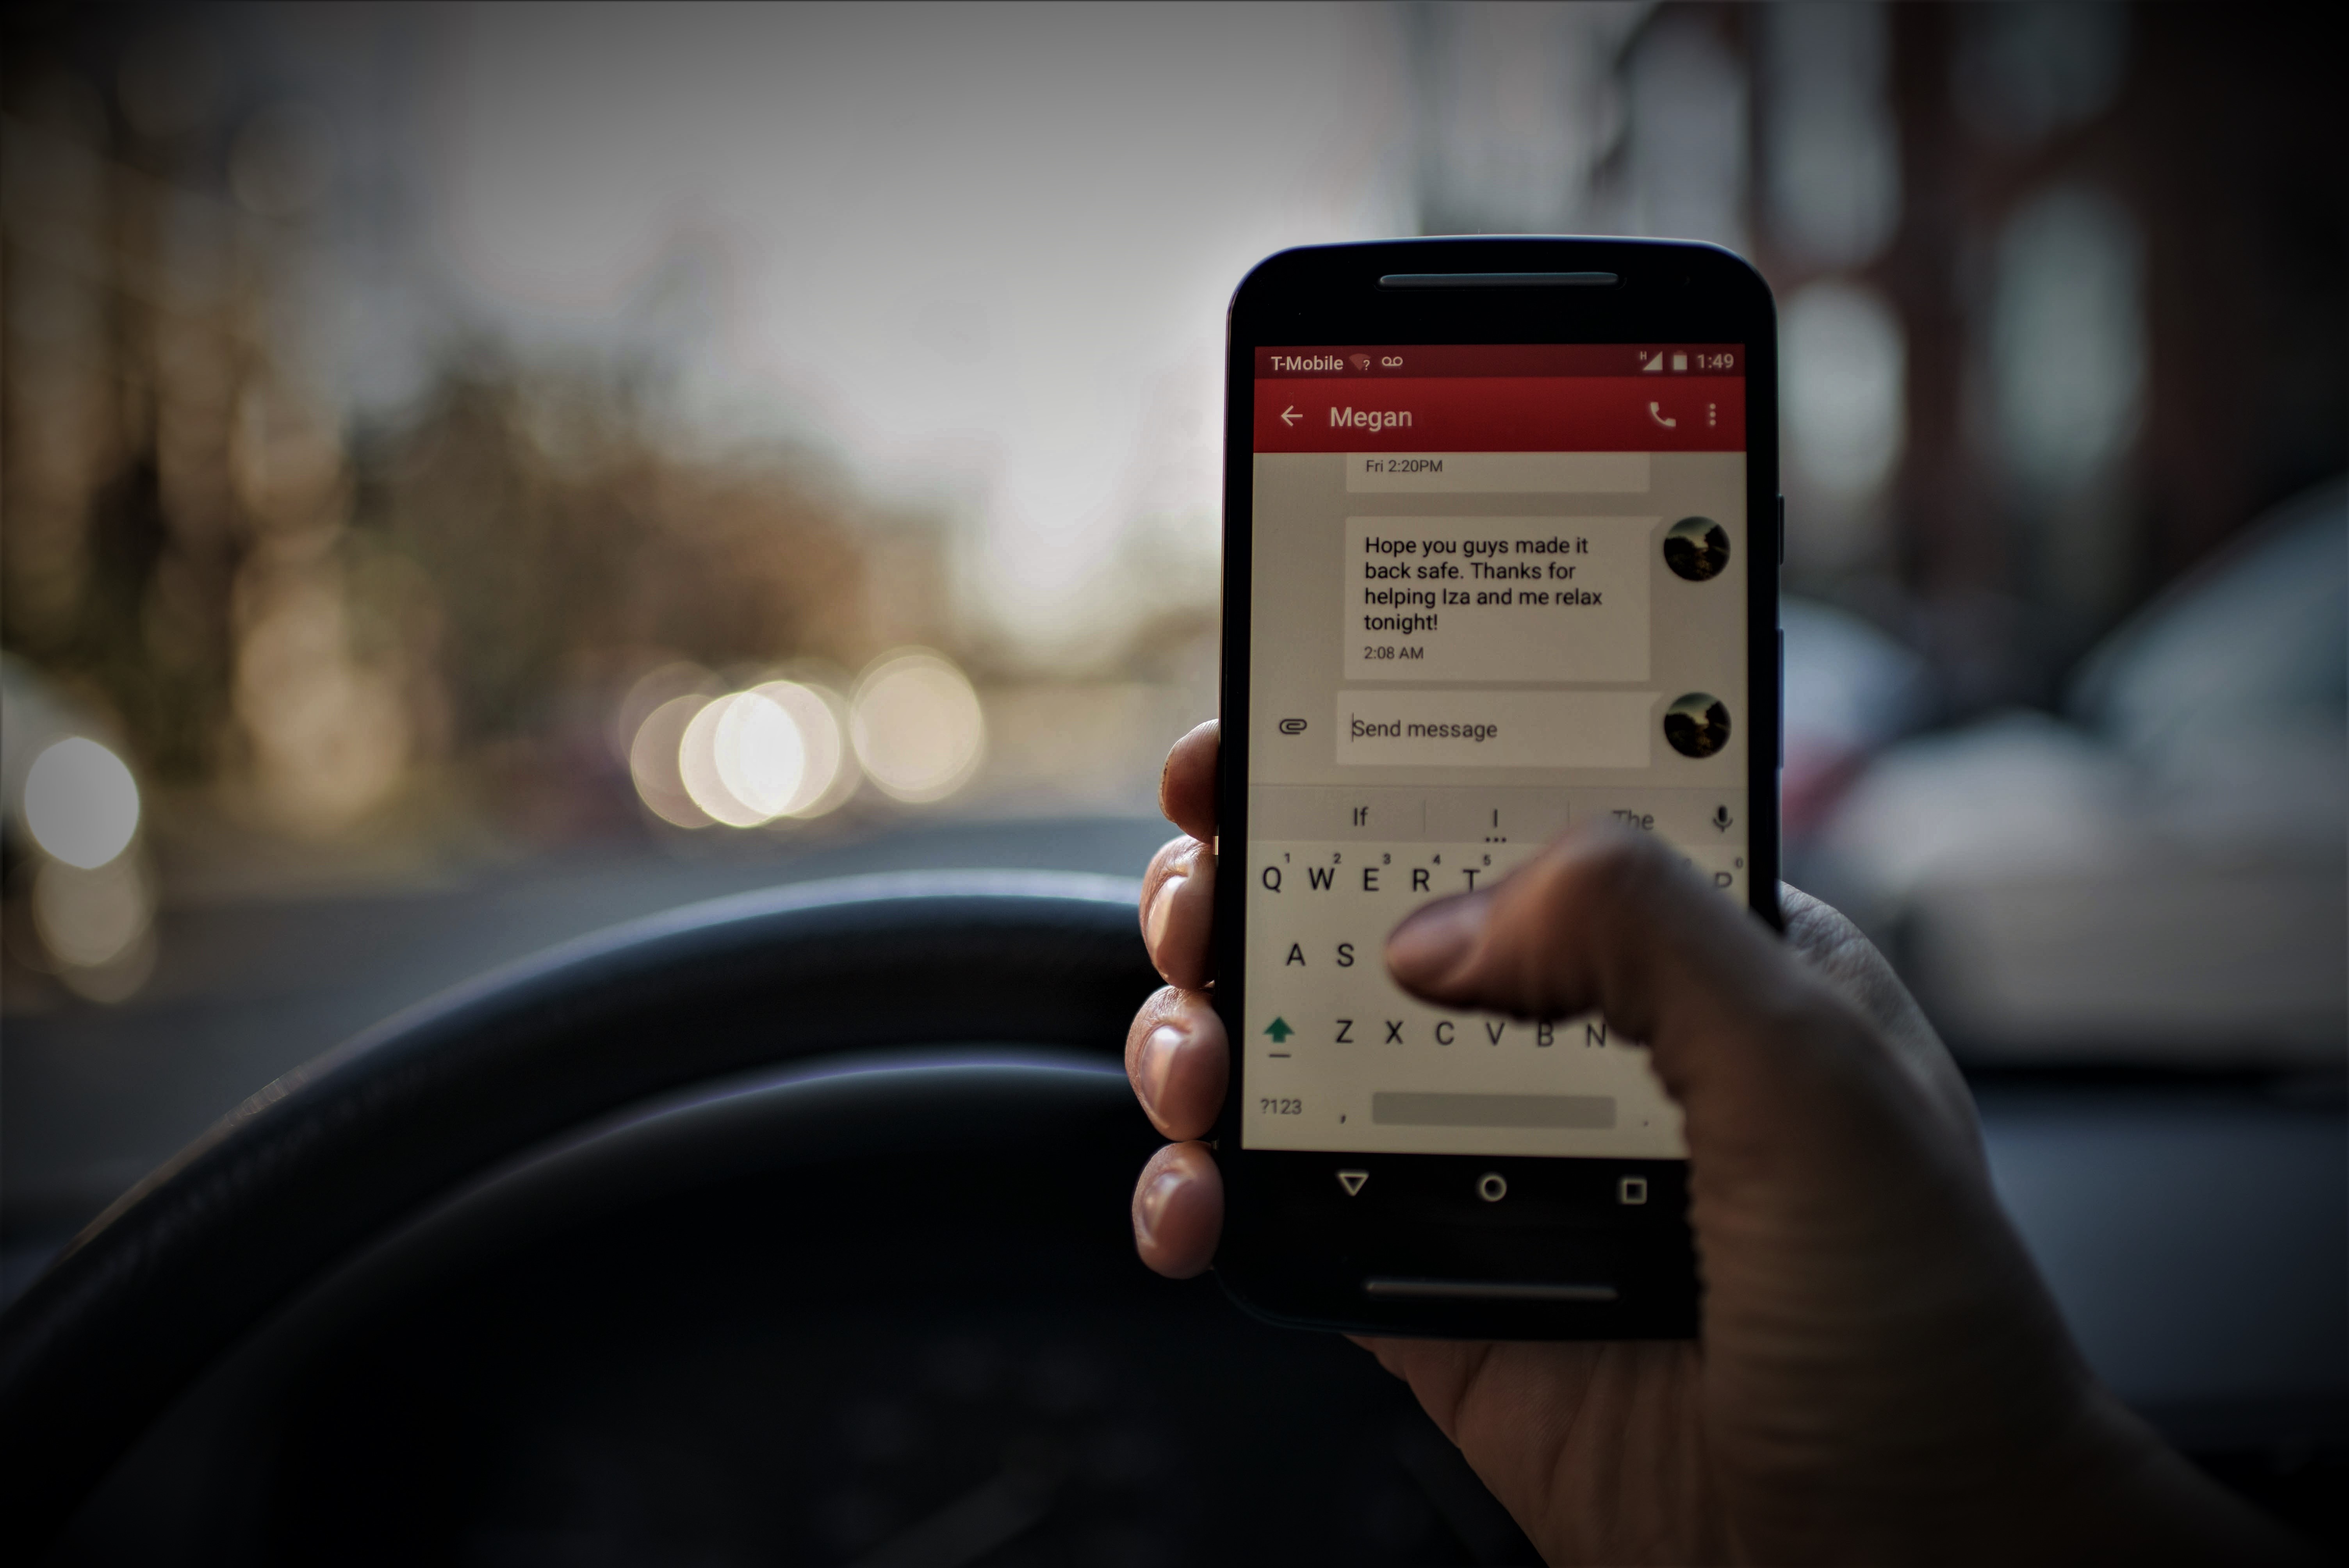 T-Mobile ? H 1:49
Megan
Fri 2:20PM
Hope you guys made it
back safe. Thanks for
helping Iza and me relax
tonight!
2:08 AM
Send message
If I The
1 2 3 4 5 0
Q W E R T P
A S
Z X C V B N
?123 , .